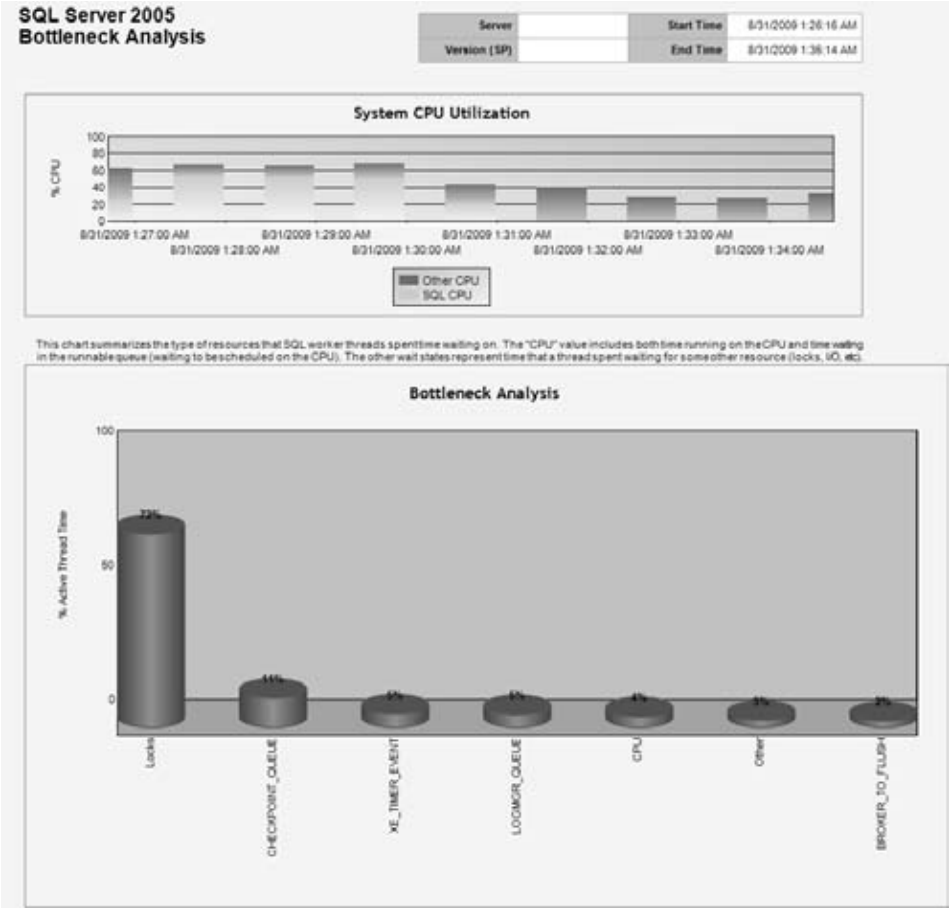 SQL Server 2005
Bottleneck Analysis
Server
Start Time 8/31/2009 1:26:16 AM
Version (SP)
End Time 8/31/2009 1:36:14 AM
System CPU Utilization
% CPU
100
80
60
40
20
0
8/31/2009 1:27:00 AM
8/31/2009 1:28:00 AM
8/31/2009 1:29:00 AM
8/31/2009 1:30:00 AM
8/31/2009 1:31:00 AM
8/31/2009 1:32:00 AM
8/31/2009 1:33:00 AM
8/31/2009 1:34:00 AM
Other CPU
SQL CPU
This chart summarizes the type of resources that SQL worker threads spent time waiting on. The "CPU" value includes both time running on the CPU and time waiting
in the runnable queue (waiting to be scheduled on the CPU). The other wait states represent time that a thread spent waiting for some other resource (locks, I/O, etc).
Bottleneck Analysis
% Active Thread Time
100
50
0
11%
4%
Locks
CHECKPOINT_QUEUE
XE_TIMER_EVENT
LOGMGR_QUEUE
CPU
Other
BROKER_TO_FLUSH